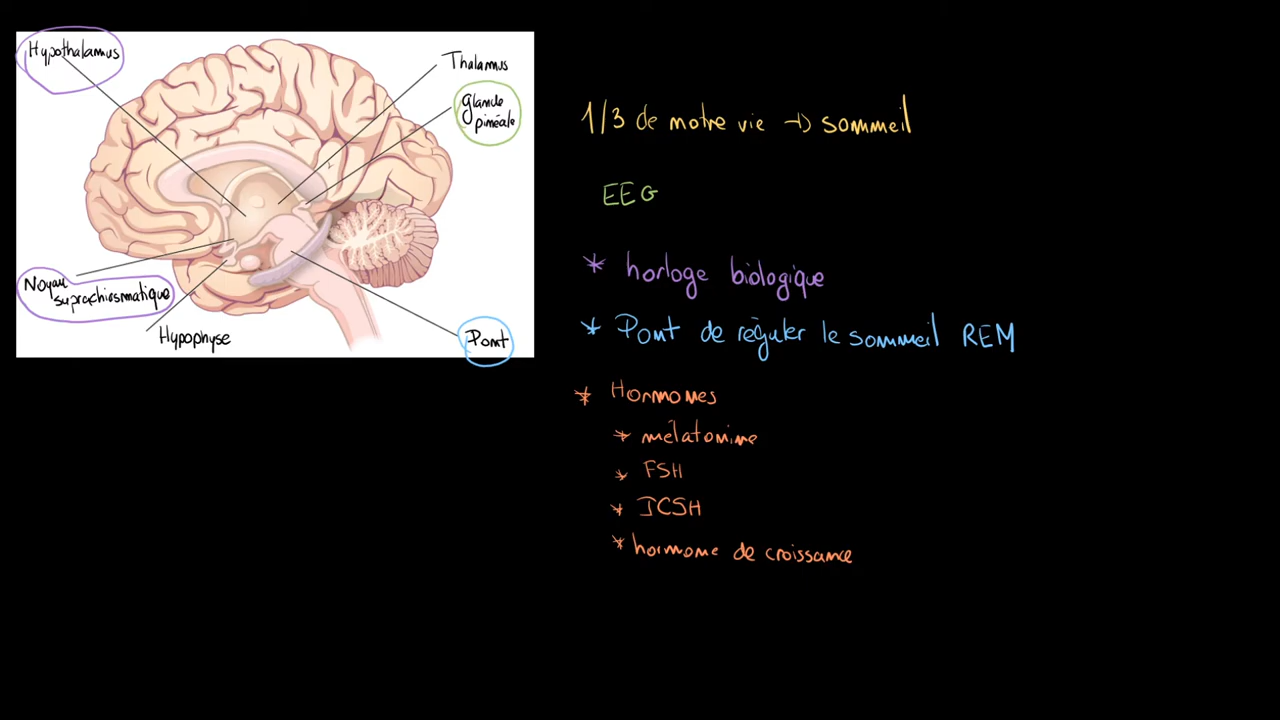 Hypothalamus
Thalamus
glande
pinéale
Noyau
suprachiasmatique
Hypophyse
Pont
1/3 de notre vie → sommeil
EEG
* horloge biologique
* Pont de réguler le sommeil REM
* Hormones
* mélatonine
* FSH
* ICSH
* hormone de croissance